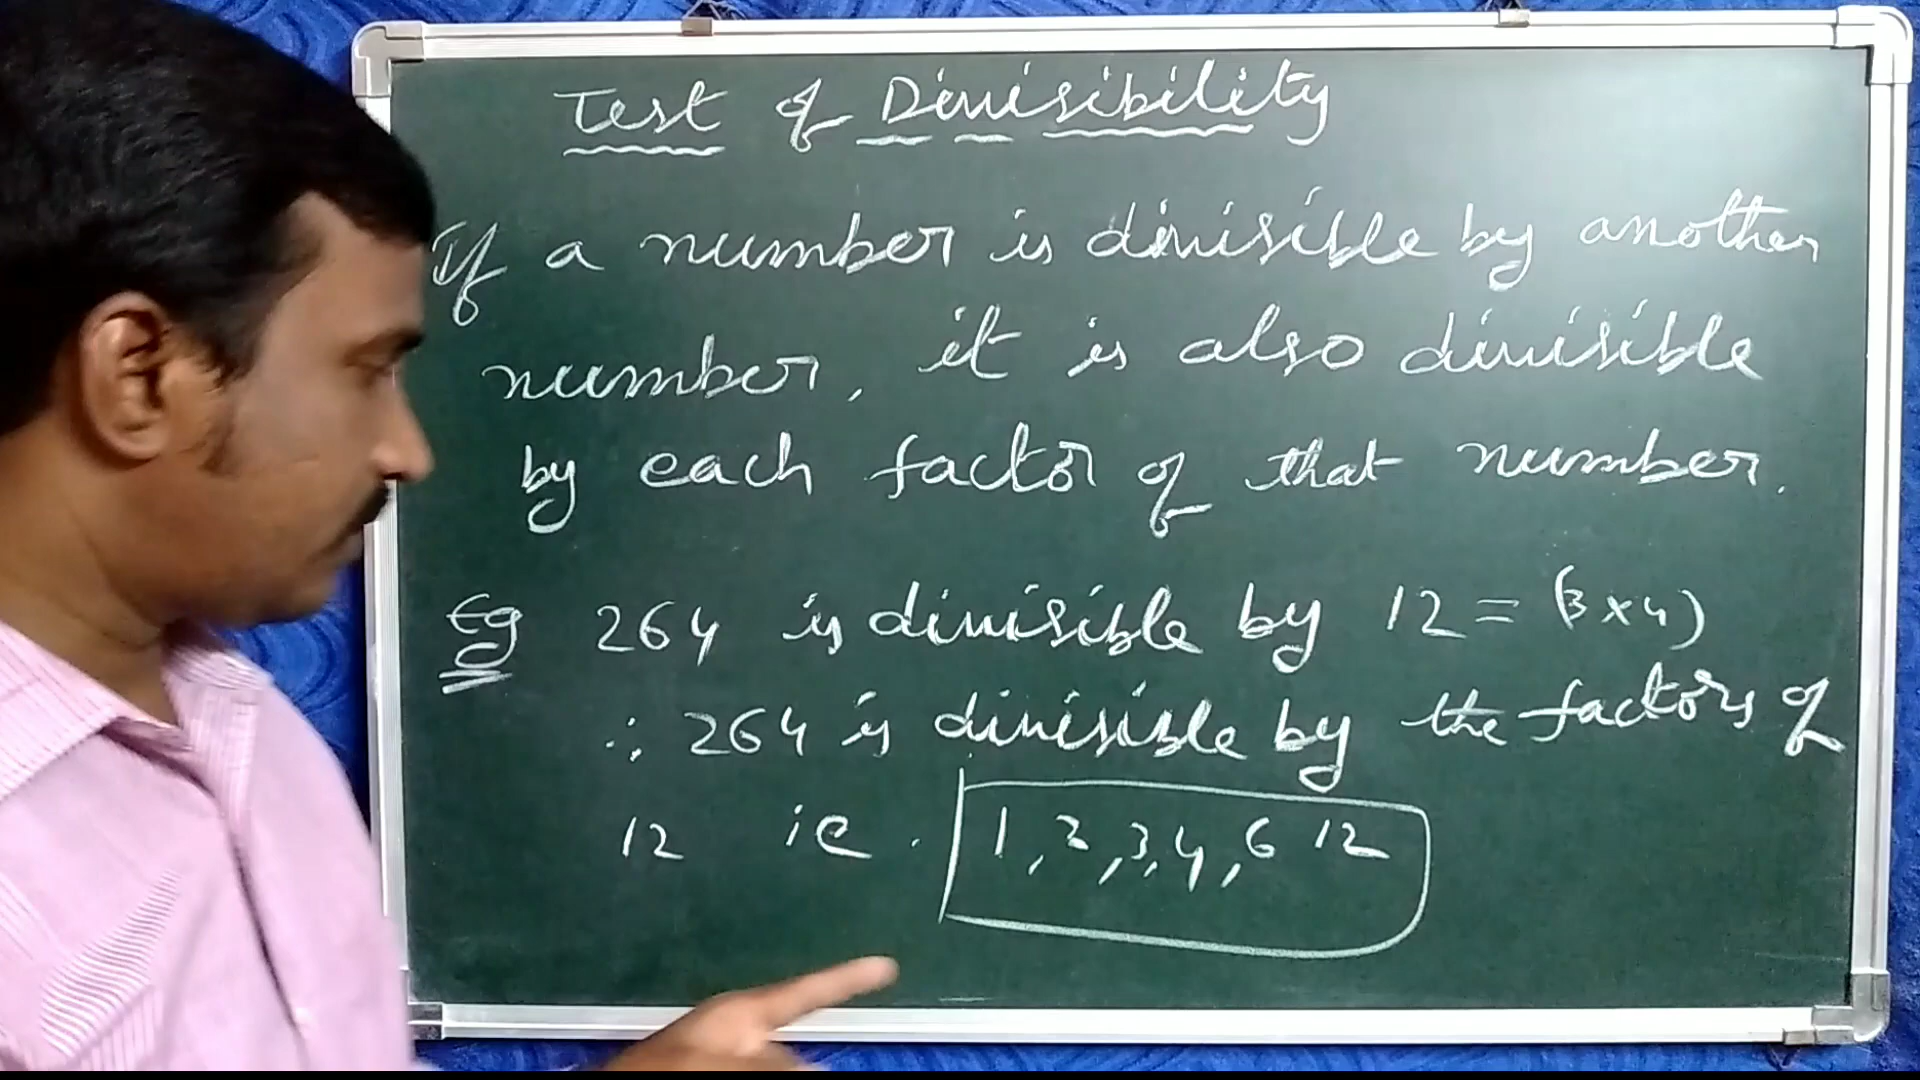 Test of Divisibility
If a number is divisible by another
number, it is also divisible
by each factor of that number.
Eg 264 is divisible by 12 = (3 × 4)
∴ 264 is divisible by the factors of
12 ie . 1, 2, 3, 4, 6 12